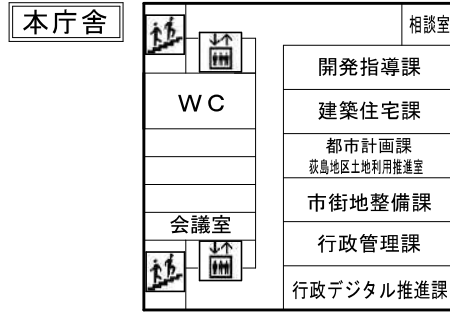 本庁舎
相談室
開発指導課
WC
建築住宅課
都市計画課
荻島地区土地利用推進室
市街地整備課
会議室
行政管理課
行政デジタル推進課